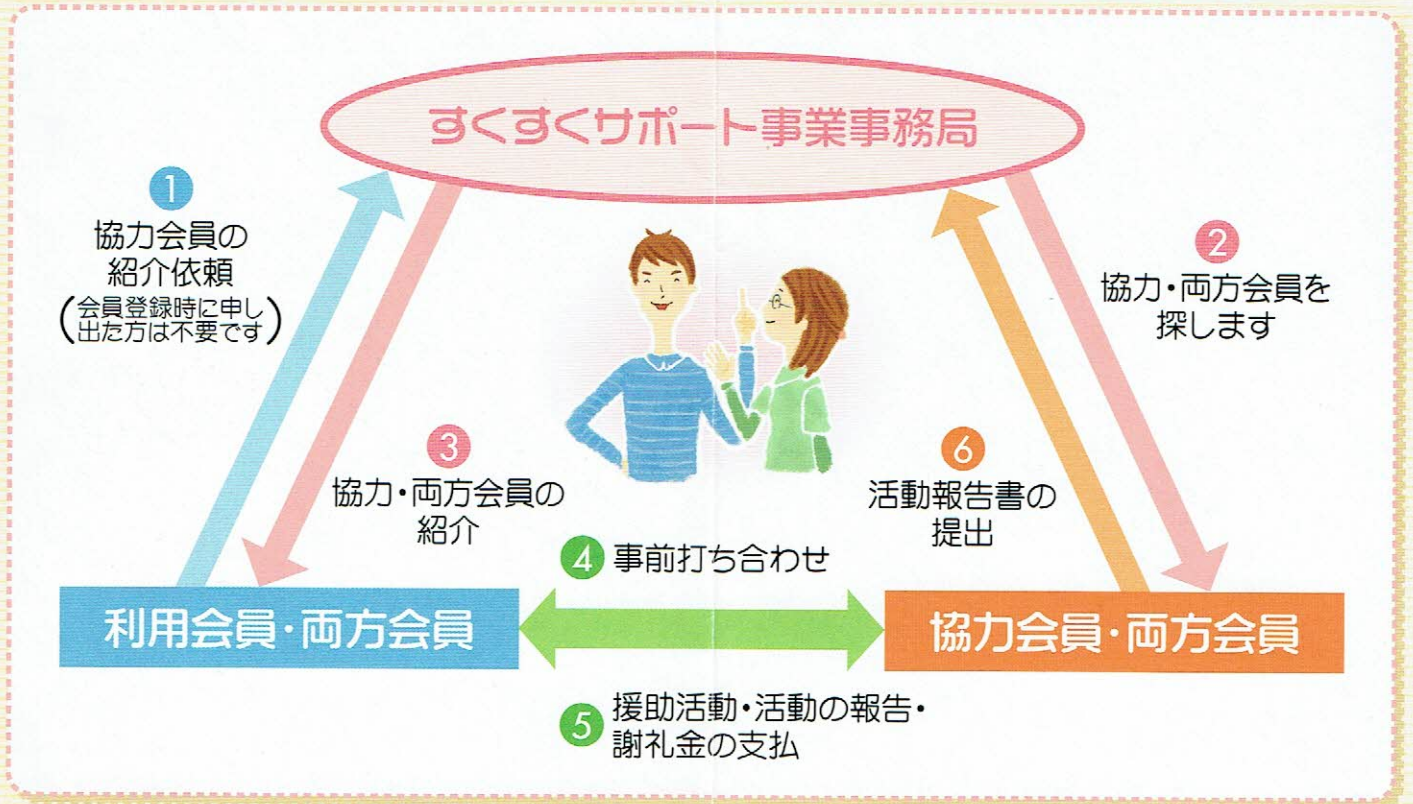 すくすくサポート事業事務局
1
協力会員の
紹介依頼
(会員登録時に申し
出た方は不要です)
2
協力・両方会員を
探します
3
協力・両方会員の
紹介
4 事前打ち合わせ
5 援助活動・活動の報告・
謝礼金の支払
6
活動報告書の
提出
利用会員・両方会員
協力会員・両方会員